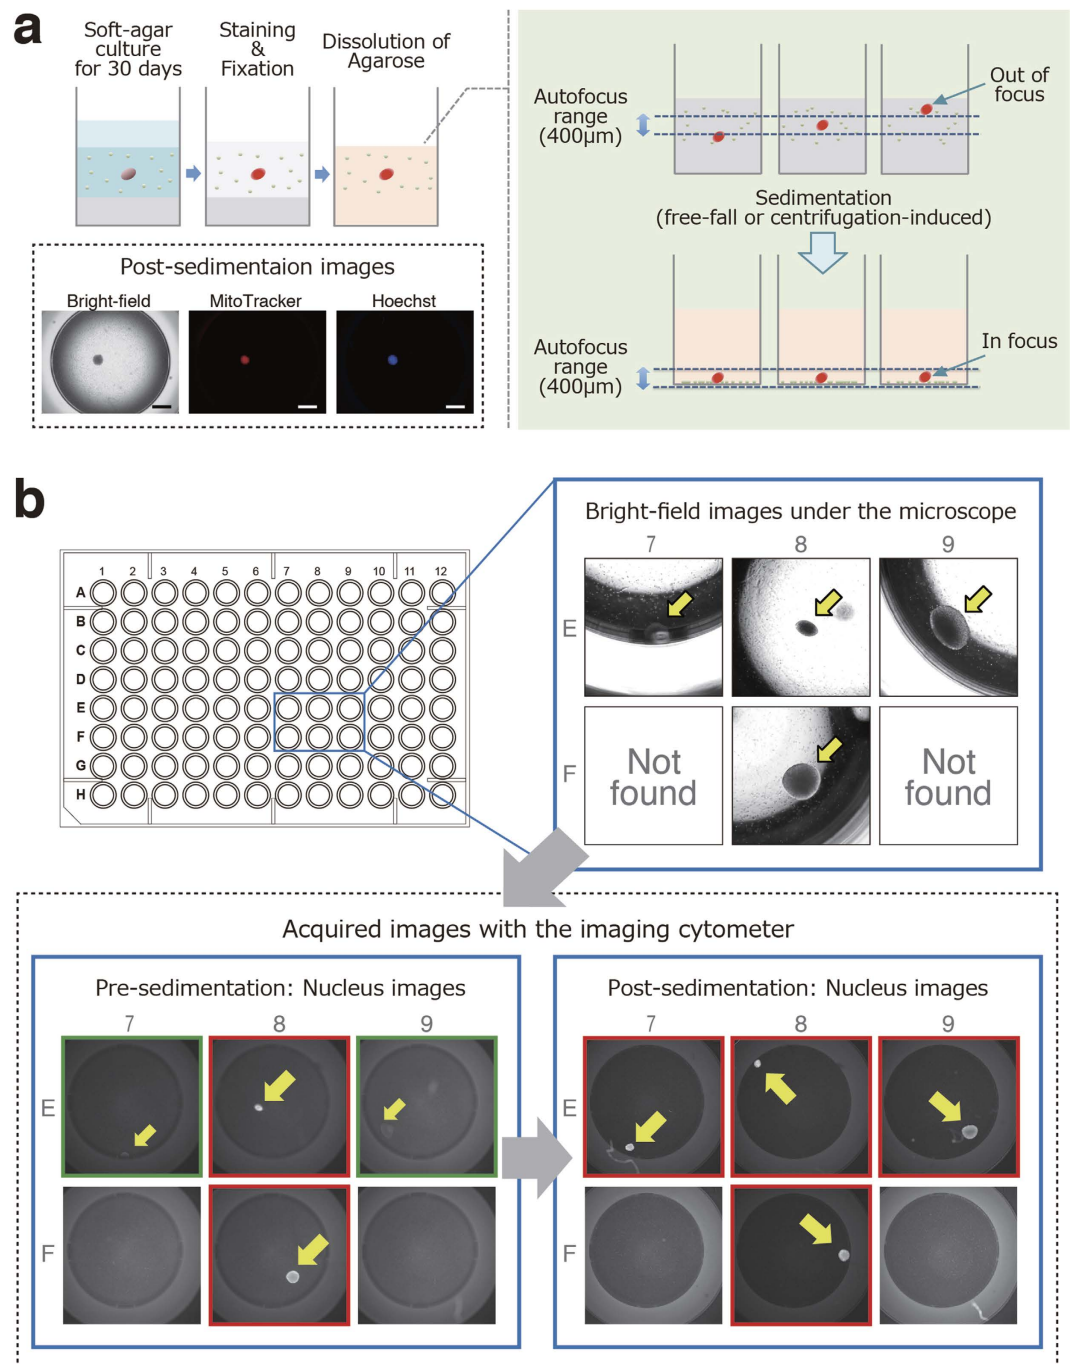 a
Soft-agar
culture
for 30 days
Staining
&
Fixation
Dissolution of
Agarose
Autofocus
range
(400µm)
Out of
focus
Sedimentation
(free-fall or centrifugation-induced)
Autofocus
range
(400µm)
In focus
Post-sedimentaion images
Bright-field
MitoTracker
Hoechst
b
1 2 3 4 5 6 7 8 9 10 11 12
A
B
C
D
E
F
G
H
Bright-field images under the microscope
7 8 9
E
F
Not
found
Not
found
Acquired images with the imaging cytometer
Pre-sedimentation: Nucleus images
7 8 9
E
F
Post-sedimentation: Nucleus images
7 8 9
E
F